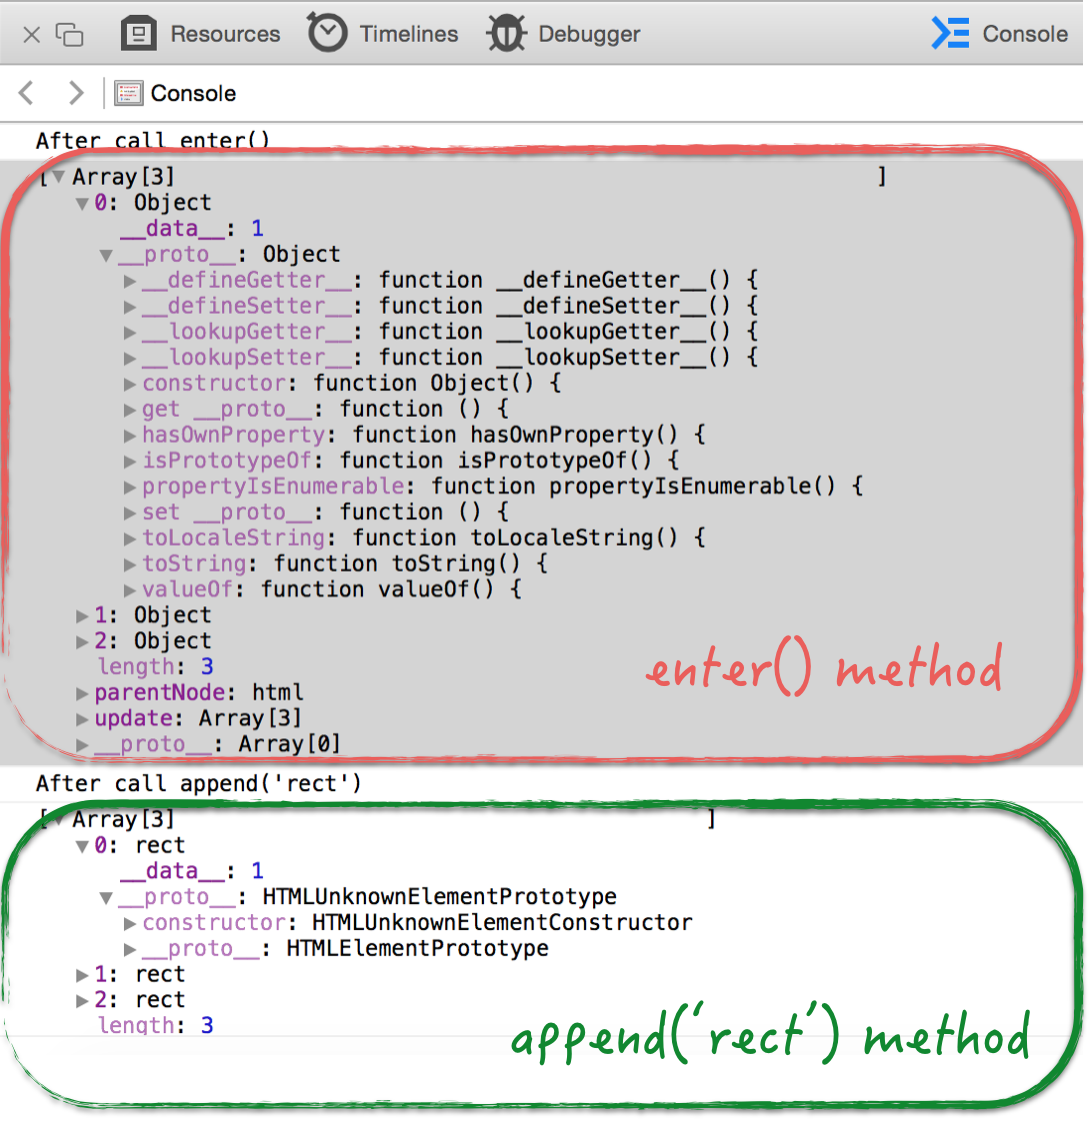 Resources Timelines Debugger Console
Console
After call enter()
[▼ Array[3] ]
▼ 0: Object
__data__: 1
▼ __proto__: Object
▶ __defineGetter__: function __defineGetter__() {
▶ __defineSetter__: function __defineSetter__() {
▶ __lookupGetter__: function __lookupGetter__() {
▶ __lookupSetter__: function __lookupSetter__() {
▶ constructor: function Object() {
▶ get __proto__: function () {
▶ hasOwnProperty: function hasOwnProperty() {
▶ isPrototypeOf: function isPrototypeOf() {
▶ propertyIsEnumerable: function propertyIsEnumerable() {
▶ set __proto__: function () {
▶ toLocaleString: function toLocaleString() {
▶ toString: function toString() {
▶ valueOf: function valueOf() {
▶ 1: Object
▶ 2: Object
length: 3
enter() method
▶ parentNode: html
▶ update: Array[3]
▶ __proto__: Array[0]
After call append('rect')
[▼ Array[3] ]
▼ 0: rect
__data__: 1
▼ __proto__: HTMLUnknownElementPrototype
▶ constructor: HTMLUnknownElementConstructor
▶ __proto__: HTMLElementPrototype
▶ 1: rect
▶ 2: rect
length: 3
append('rect') method